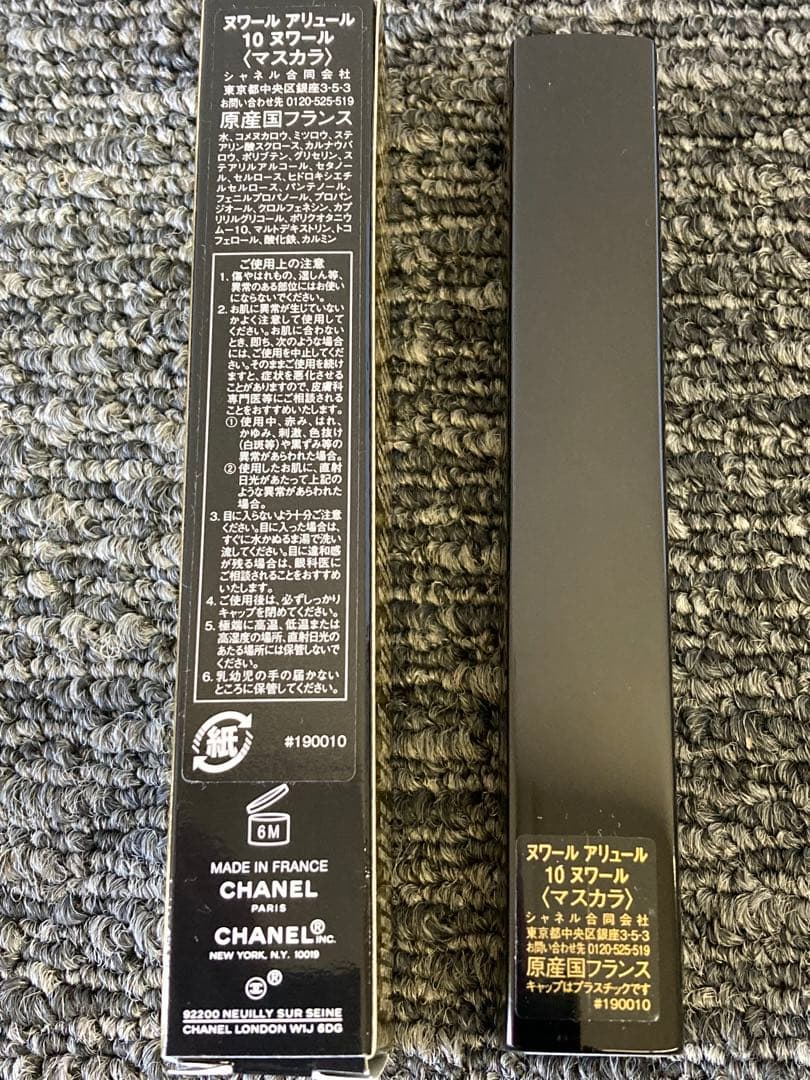 ヌワール アリュール
10 ヌワール
〈マスカラ〉
シャネル合同会社
東京都中央区銀座3-5-3
お問い合わせ先 0120-525-519
原産国フランス
水、コメヌカロウ、ミツロウ、ステ
アリン酸スクロース、カルナウバ
ロウ、ポリブテン、グリセリン、ス
テアリルアルコール、セタノー
ル、セルロース、ヒドロキシエチ
ルセルロース、パンテノール、
フェニルプロパノール、プロパン
ジオール、クロルフェネシン、カプ
リリルグリコール、ポリクオタニウ
ム-10、マルトデキストリン、トコ
フェロール、酸化鉄、カルミン
ご使用上の注意
1. 傷やはれもの、湿しん等、
異常のある部位にはお使い
にならないでください。
2. お肌に異常が生じていない
かよく注意して使用して
ください。お肌に合わない
とき、即ち、次のような場合
には、ご使用を中止してくだ
さい。そのままご使用を続け
ますと、症状を悪化させる
ことがありますので、皮膚科
専門医等にご相談される
ことをおすすめいたします。
① 使用中、赤み、はれ、
かゆみ、刺激、色抜け
(白斑等)や黒ずみ等の
異常があらわれた場合。
② 使用したお肌に、直射
日光があたって上記の
ような異常があらわれた
場合。
3. 目に入らないよう十分ご注意
ください。目に入った場合は、
すぐに水かぬるま湯で洗い
流してください。目に違和感
が残る場合は、眼科医に
ご相談されることをおすすめ
いたします。
4. ご使用後は、必ずしっかり
キャップを閉めてください。
5. 極端に高温、低温または
高湿度の場所、直射日光の
あたる場所には保管しないで
ください。
6. 乳幼児の手の届かない
ところに保管してください。
紙
#190010
6M
MADE IN FRANCE
CHANEL
PARIS
CHANEL® INC.
NEW YORK, N.Y. 10019
®
92200 NEUILLY SUR SEINE
CHANEL LONDON W1J 6DG
ヌワール アリュール
10 ヌワール
〈マスカラ〉
シャネル合同会社
東京都中央区銀座3-5-3
お問い合わせ先 0120-525-519
原産国フランス
キャップはプラスチックです
#190010